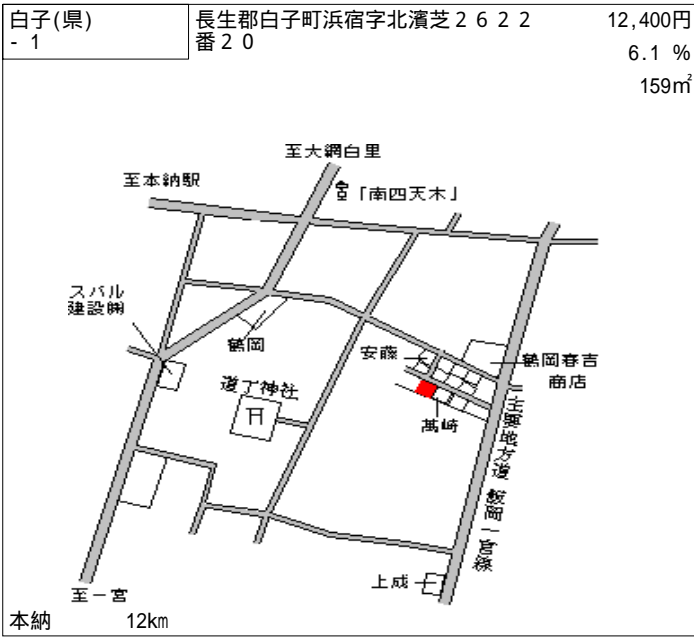 白子(県)
- 1
長生郡白子町浜宿字北濱芝２６２２
番２０
12,400円
6.1 %
159㎡
至大網白里
至本納駅
「南四天木」
スバル
建設㈱
鶴岡
安藤
鶴岡春吉
商店
道了神社
萬崎
主要地方道 飯岡一宮線
上成
至一宮
本納
12km